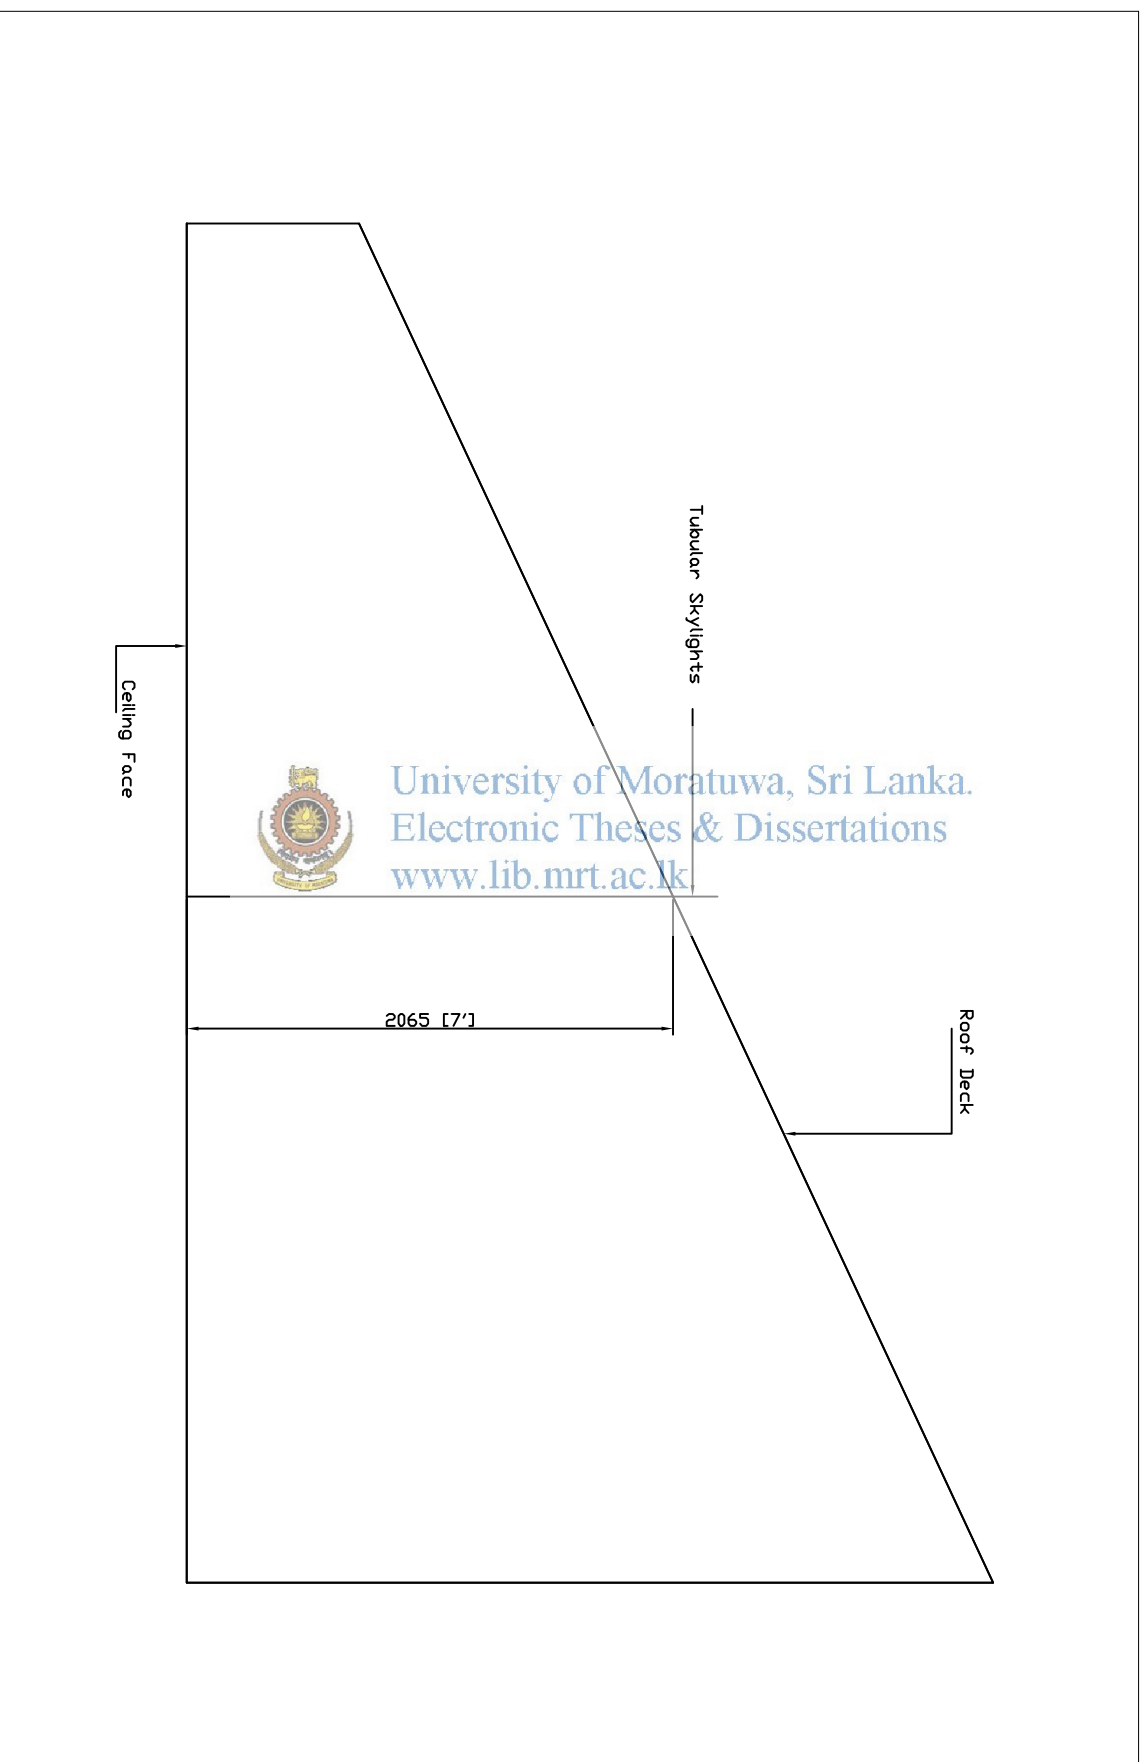 Tubular Skylights
Ceiling Face
University of Moratuwa, Sri Lanka.
Electronic Theses & Dissertations
www.lib.mrt.ac.lk
2065 [7']
Roof Deck